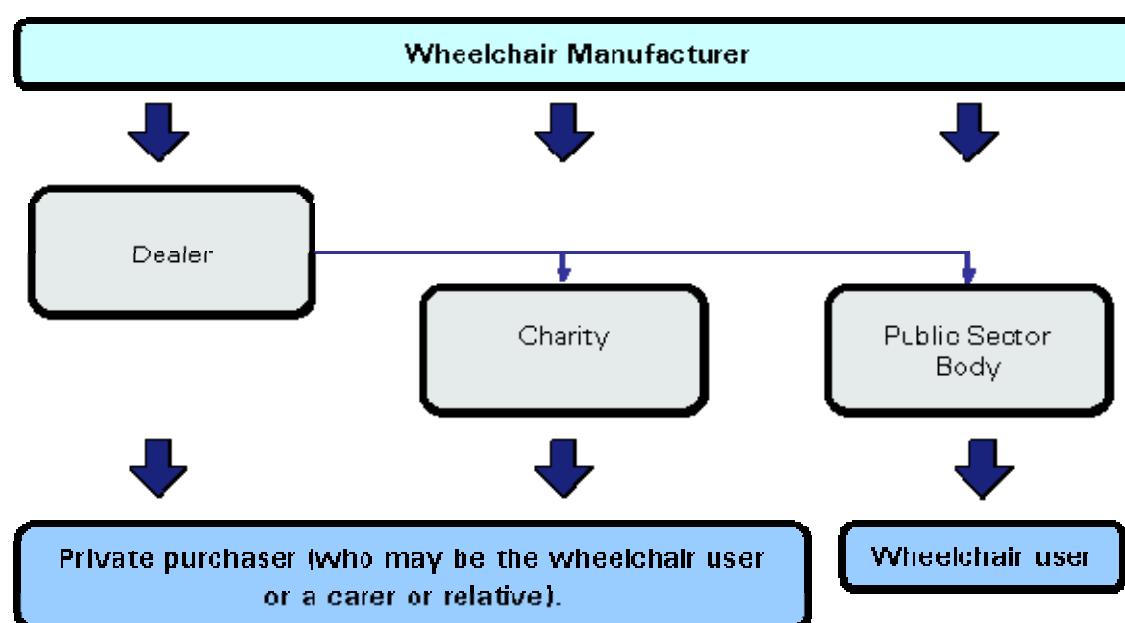 Wheelchair Manufacturer
Dealer
Charity
Public Sector
Body
Private purchaser (who may be the wheelchair user
or a carer or relative).
Wheelchair user